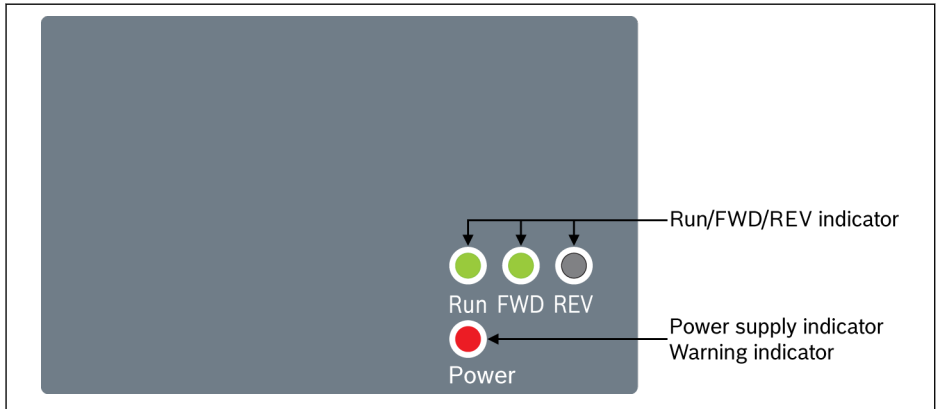 Run/FWD/REV indicator
Run FWD REV
Power supply indicator
Warning indicator
Power